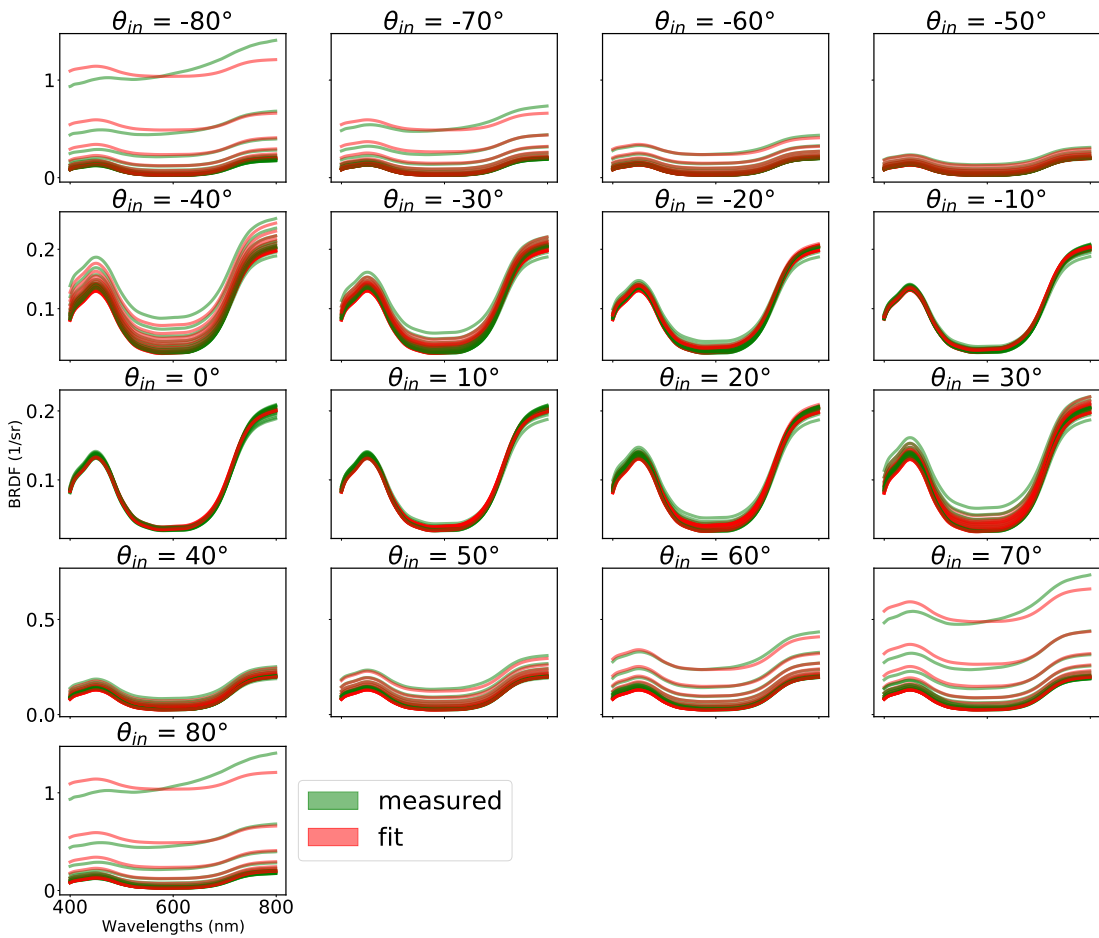 θin = -80° θin = -70° θin = -60° θin = -50°
1
0
θin = -40° θin = -30° θin = -20° θin = -10°
0.2
0.1
θin = 0° θin = 10° θin = 20° θin = 30°
0.2
0.1
BRDF (1/sr)
θin = 40 θin = 50° θin = 60° θin = 70°
0.5
0.0
θin = 80°
1
0
400 600 800
Wavelengths (nm)
measured
fit